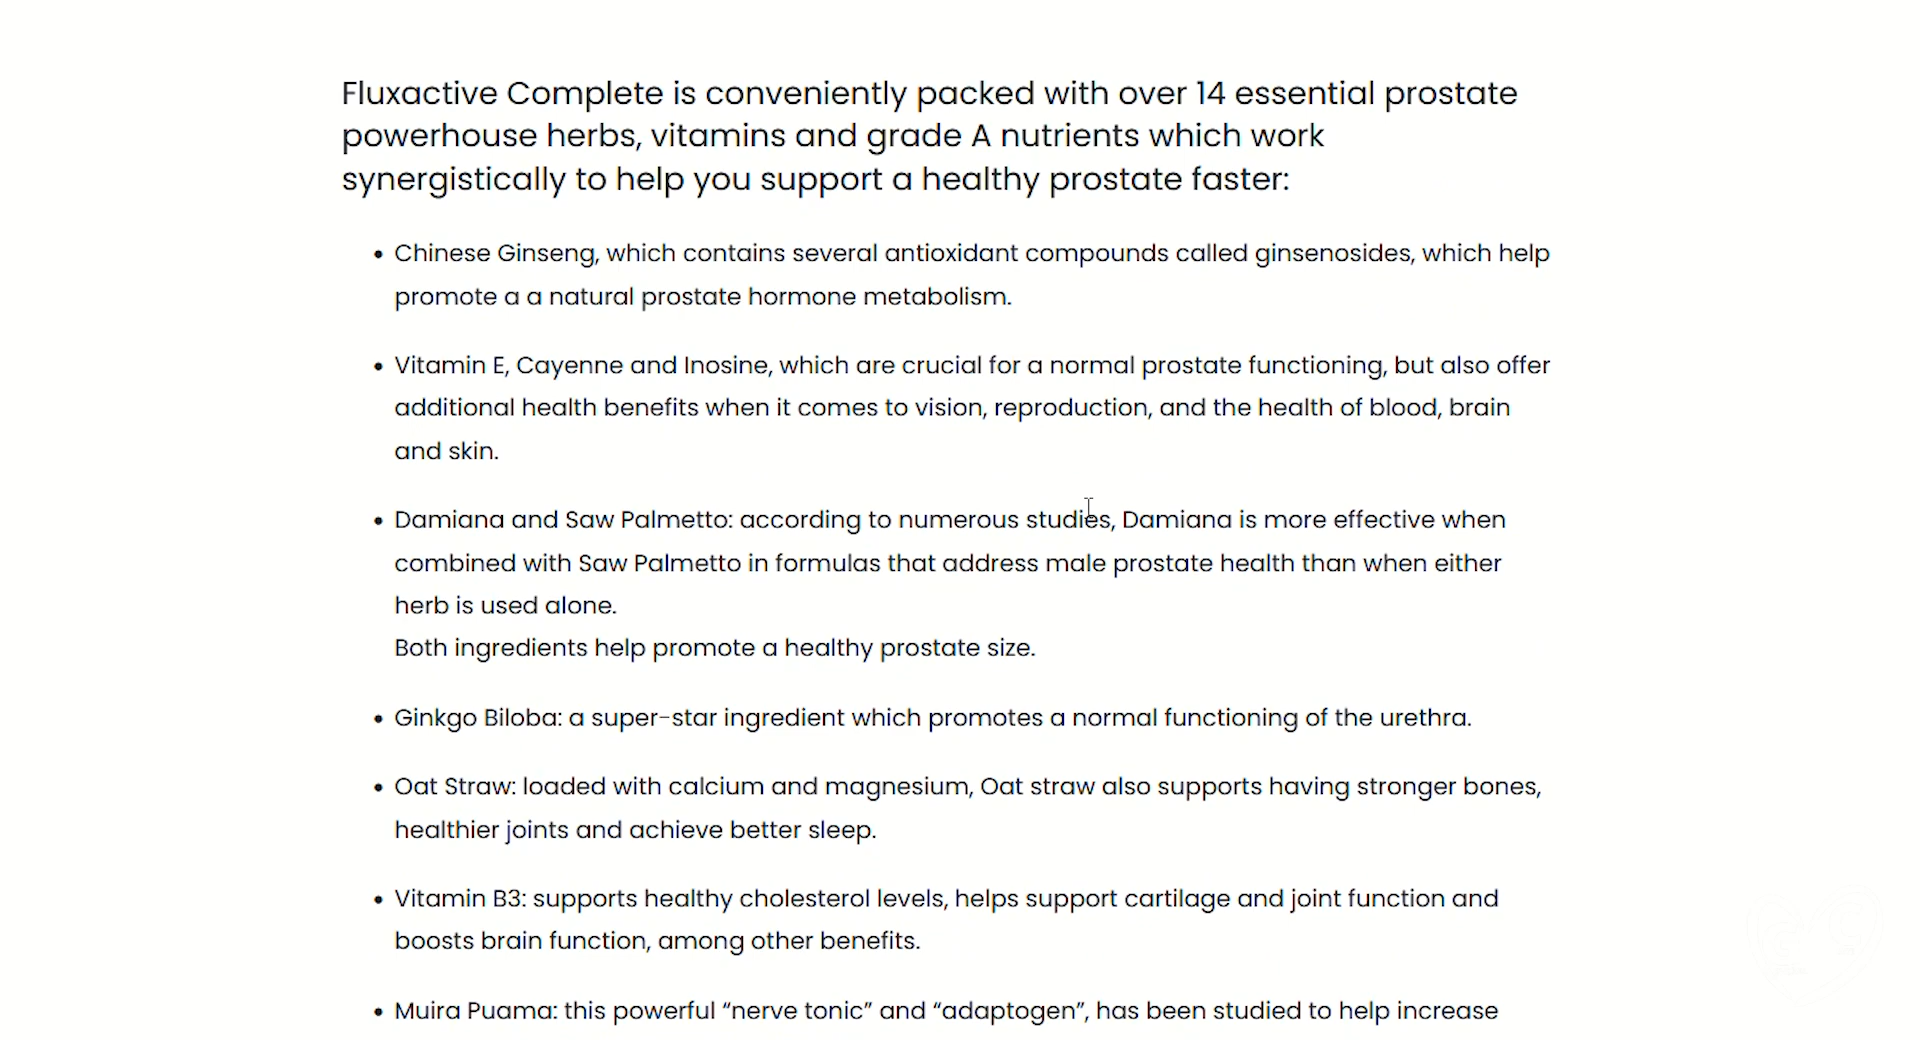 Fluxactive Complete is conveniently packed with over 14 essential prostate
powerhouse herbs, vitamins and grade A nutrients which work
synergistically to help you support a healthy prostate faster:
• Chinese Ginseng, which contains several antioxidant compounds called ginsenosides, which help
promote a a natural prostate hormone metabolism.
• Vitamin E, Cayenne and Inosine, which are crucial for a normal prostate functioning, but also offer
additional health benefits when it comes to vision, reproduction, and the health of blood, brain
and skin.
• Damiana and Saw Palmetto: according to numerous studies, Damiana is more effective when
combined with Saw Palmetto in formulas that address male prostate health than when either
herb is used alone.
Both ingredients help promote a healthy prostate size.
• Ginkgo Biloba: a super-star ingredient which promotes a normal functioning of the urethra.
• Oat Straw: loaded with calcium and magnesium, Oat straw also supports having stronger bones,
healthier joints and achieve better sleep.
• Vitamin B3: supports healthy cholesterol levels, helps support cartilage and joint function and
boosts brain function, among other benefits.
• Muira Puama: this powerful “nerve tonic” and “adaptogen”, has been studied to help increase